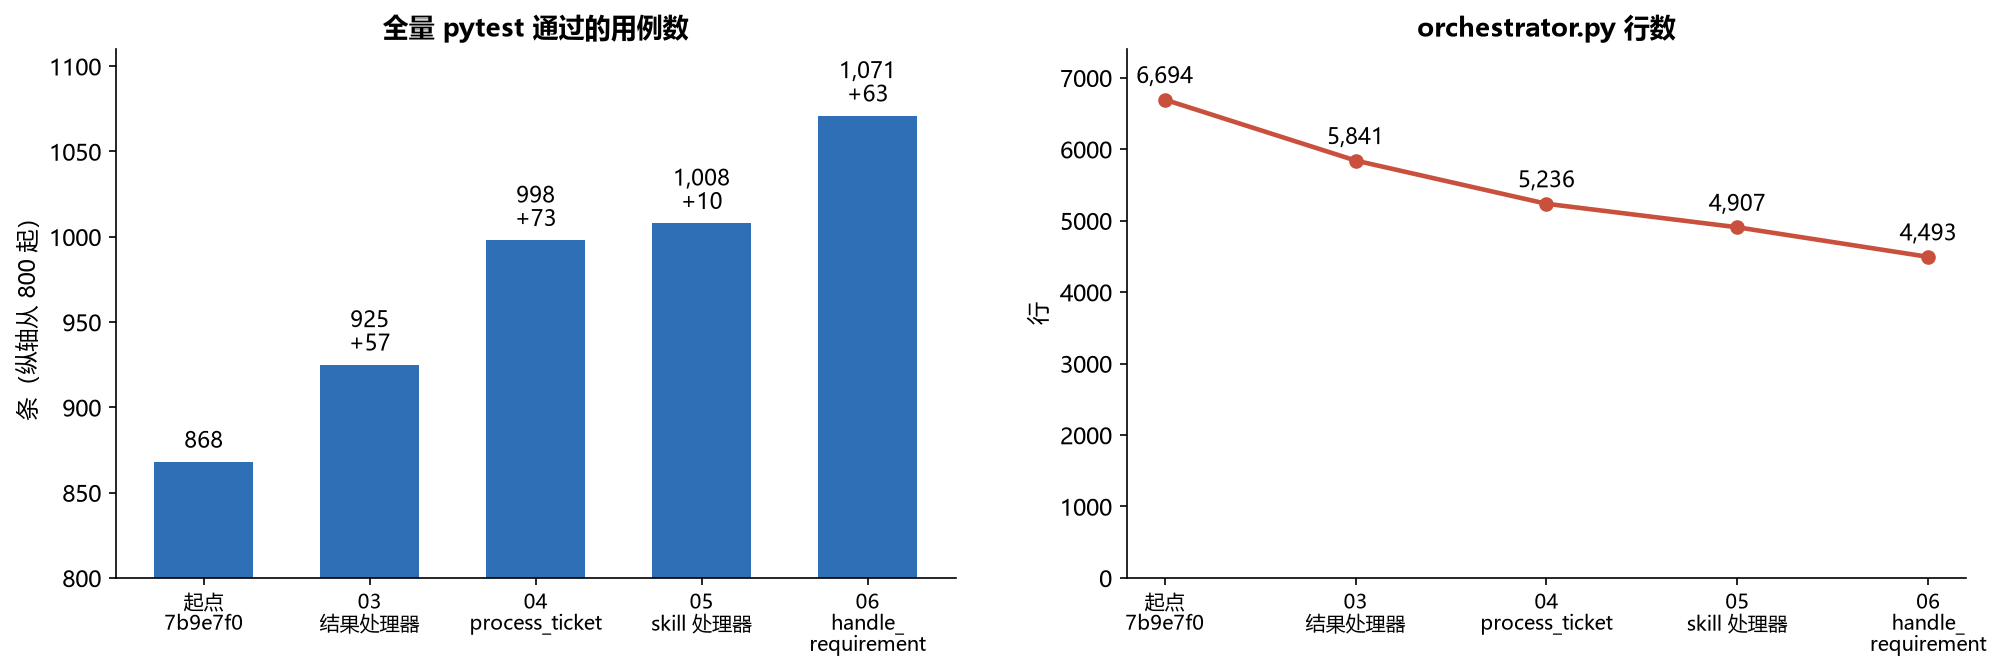 全量 pytest 通过的用例数
条（纵轴从 800 起）
1100
1050
1000
950
900
850
800
868
925
+57
998
+73
1,008
+10
1,071
+63
起点
7b9e7f0
03
结果处理器
04
process_ticket
05
skill 处理器
06
handle_
requirement
orchestrator.py 行数
行
7000
6000
5000
4000
3000
2000
1000
0
6,694
5,841
5,236
4,907
4,493
起点
7b9e7f0
03
结果处理器
04
process_ticket
05
skill 处理器
06
handle_
requirement